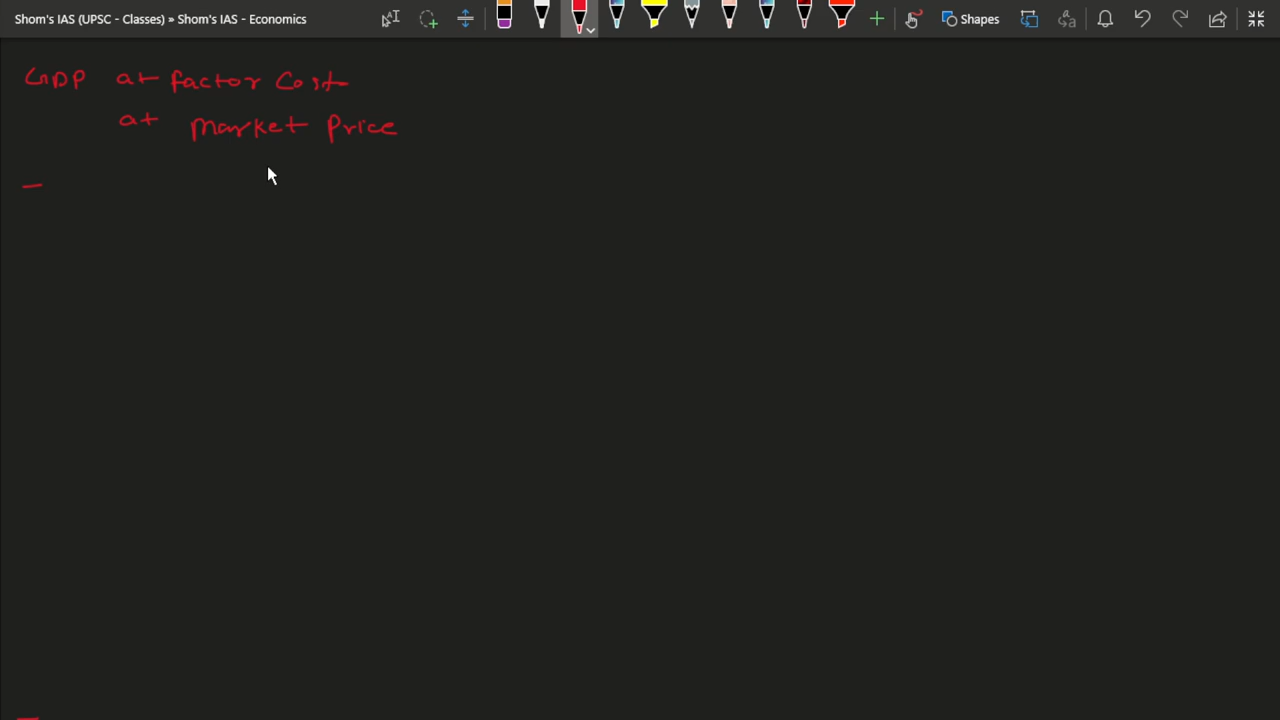 Shom's IAS (UPSC - Classes) » Shom's IAS - Economics
Shapes
GDP at factor Cost
at Market Price